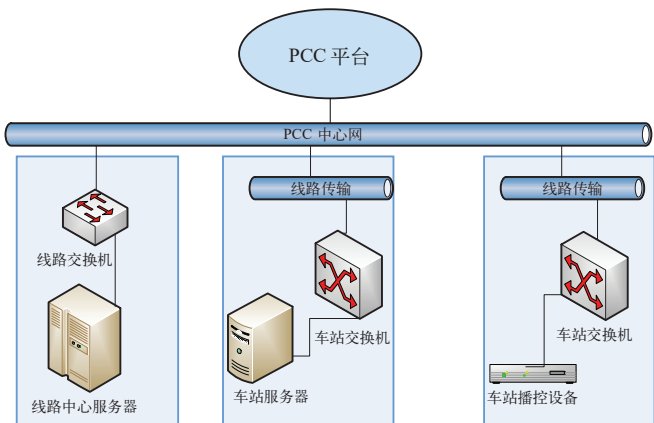 PCC 平台
PCC 中心网
线路传输
线路传输
线路交换机
车站交换机
车站交换机
线路中心服务器
车站服务器
车站播控设备